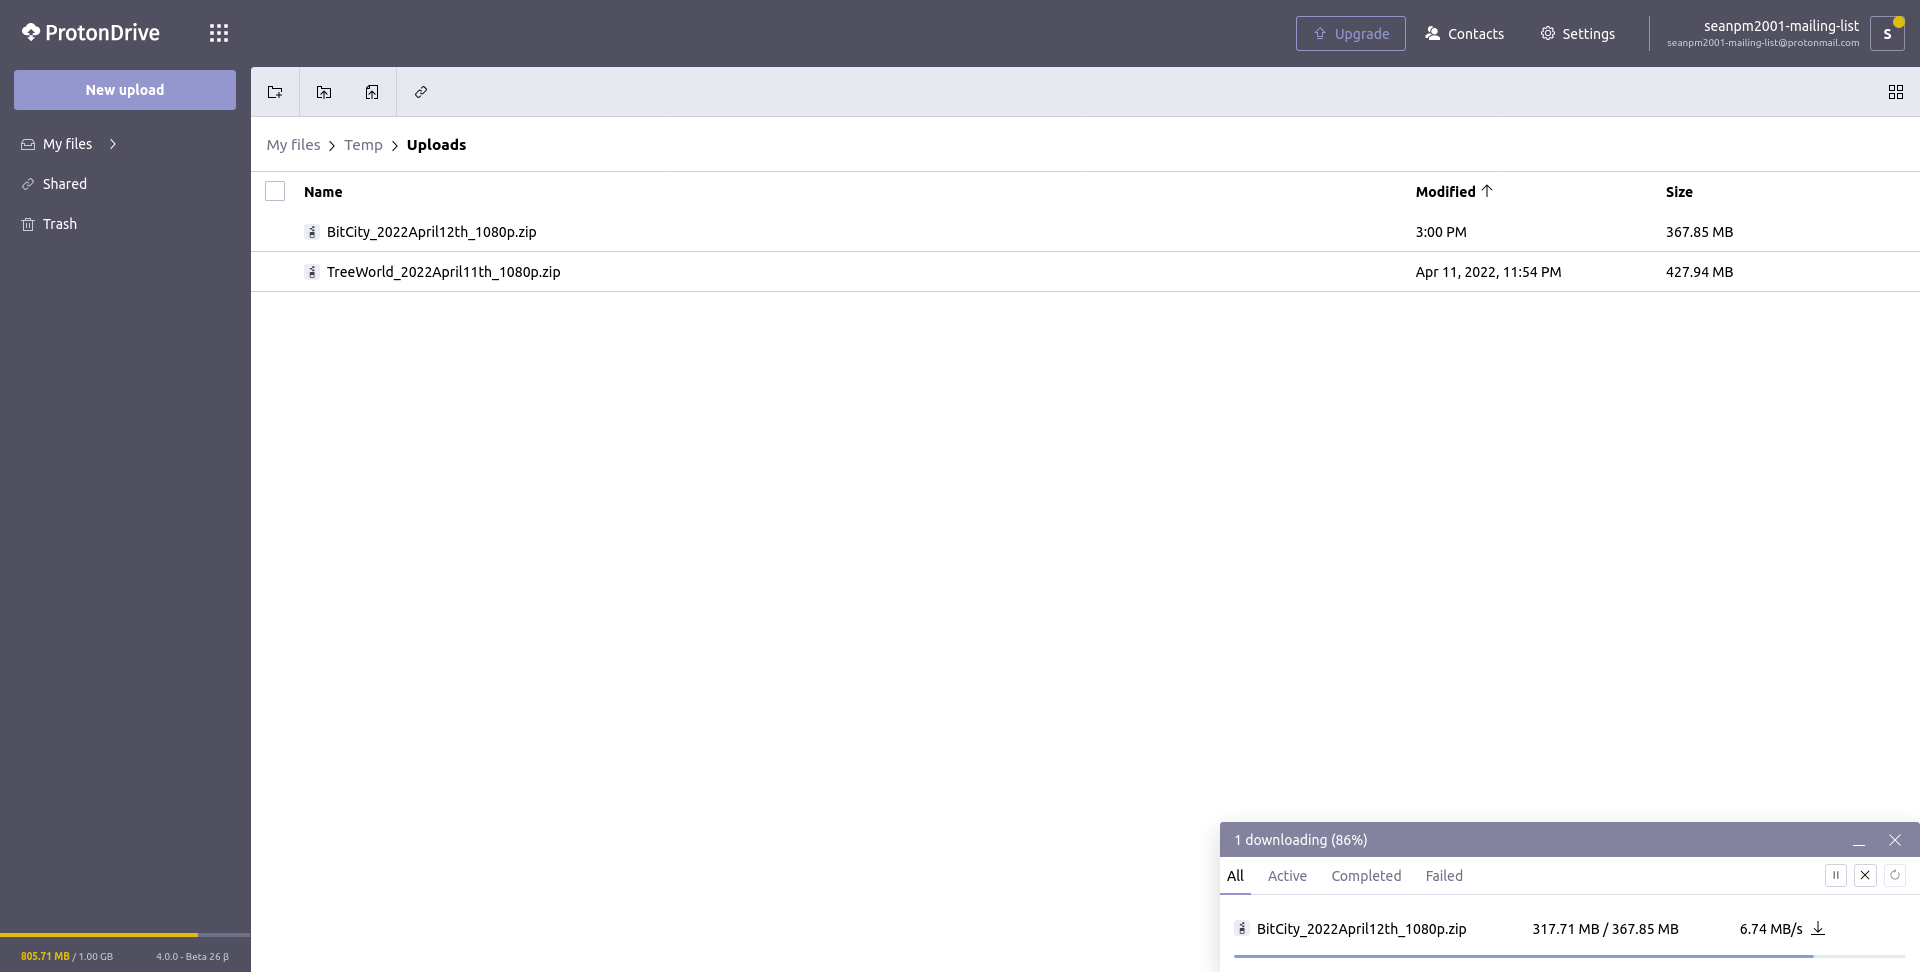 ProtonDrive
Upgrade
Contacts
Settings
seanpm2001-mailing-list
seanpm2001-mailing-list@protonmail.com
S
New upload
My files
Shared
Trash
My files > Temp > Uploads
Name Modified Size
BitCity_2022April12th_1080p.zip 3:00 PM 367.85 MB
TreeWorld_2022April11th_1080p.zip Apr 11, 2022, 11:54 PM 427.94 MB
1 downloading (86%)
All Active Completed Failed
BitCity_2022April12th_1080p.zip 317.71 MB / 367.85 MB 6.74 MB/s
805.71 MB / 1.00 GB 4.0.0 - Beta 26 β